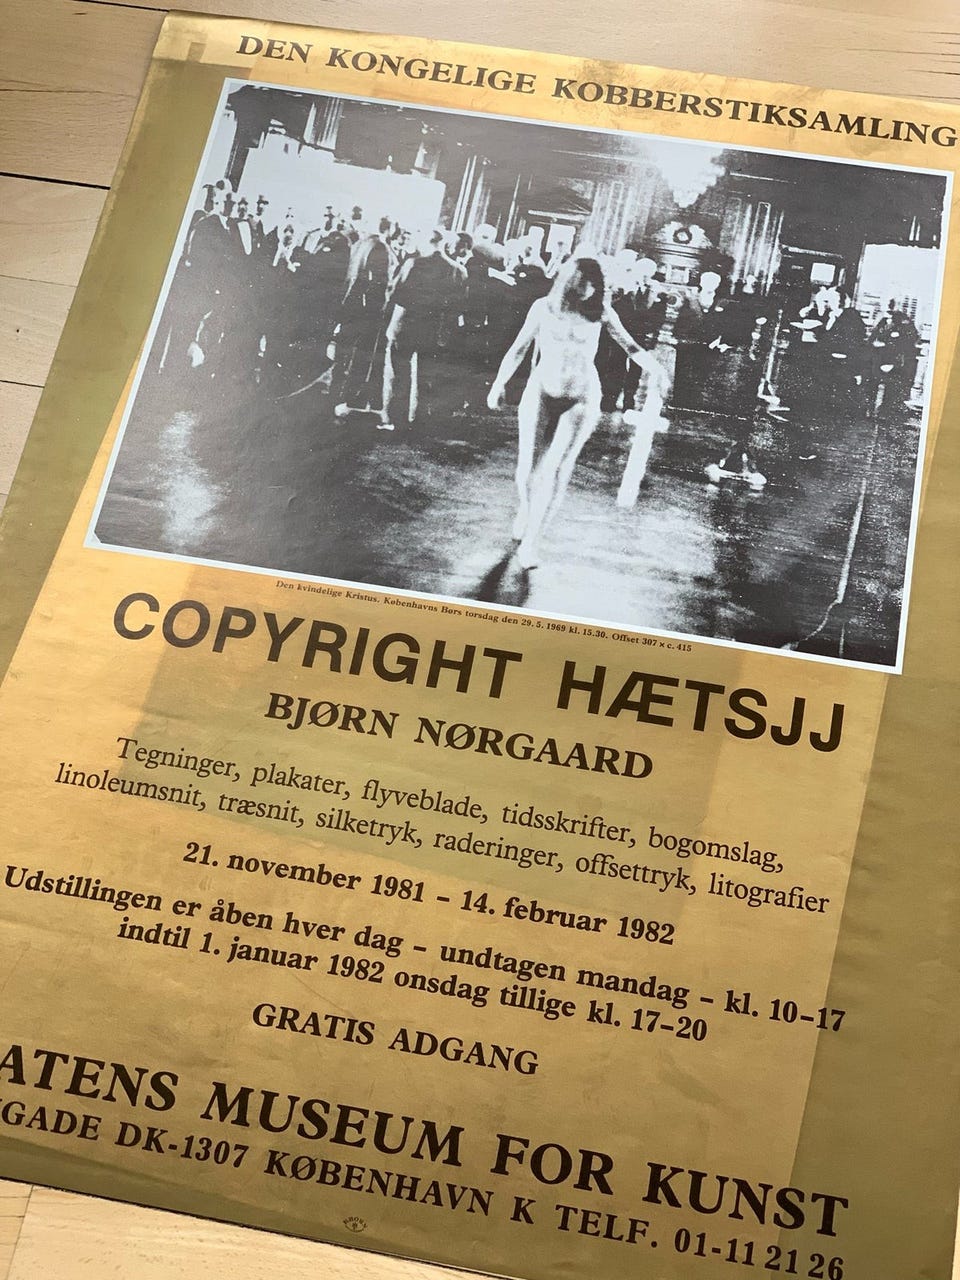 DEN KONGELIGE KOBBERSTIKSAMLING
Den kvindelige Kristus. Københavns Børs torsdag den 29. 5. 1969 kl. 15.30. Offset 307 × c. 415
COPYRIGHT HÆTSJJ
BJØRN NØRGAARD
Tegninger, plakater, flyveblade, tidsskrifter, bogomslag,
linoleumsnit, træsnit, silketryk, raderinger, offsettryk, litografier
21. november 1981 – 14. februar 1982
Udstillingen er åben hver dag – undtagen mandag – kl. 10–17
indtil 1. januar 1982 onsdag tillige kl. 17–20
GRATIS ADGANG
ATENS MUSEUM FOR KUNST
GADE DK-1307 KØBENHAVN K TELF. 01-11 21 26